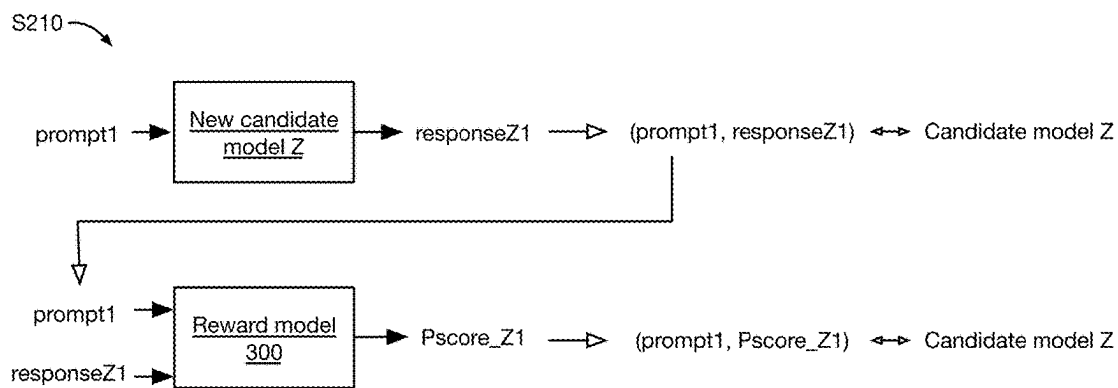 S210
prompt1
New candidate
model Z
responseZ1
(prompt1, responseZ1)
Candidate model Z
prompt1
responseZ1
Reward model
300
Pscore_Z1
(prompt1, Pscore_Z1)
Candidate model Z